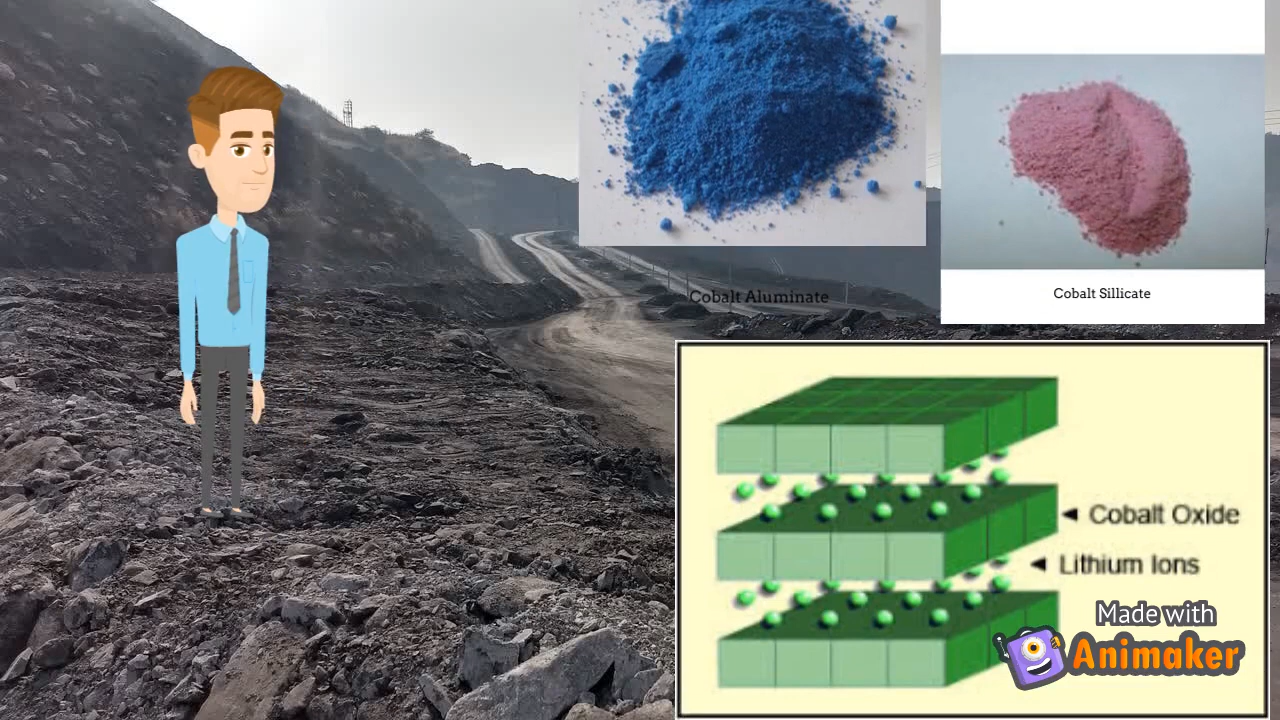 Cobalt Aluminate
Cobalt Sillicate
Cobalt Oxide
Lithium Ions
Made with
Animaker